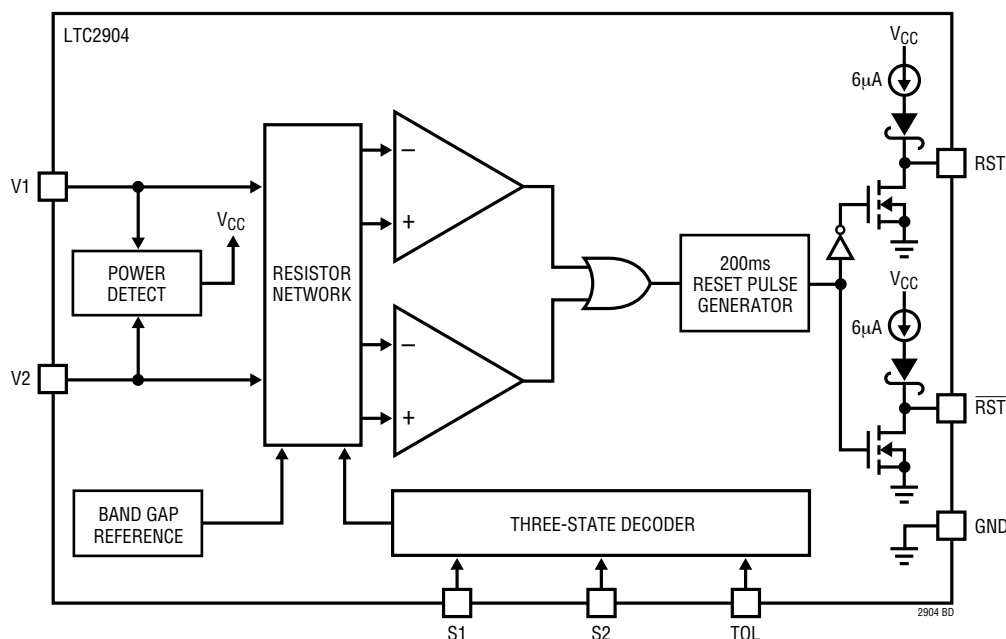 LTC2904
VCC
6µA
RST
V1
VCC
POWER
DETECT
RESISTOR
NETWORK
−
+
200ms
RESET PULSE
GENERATOR
VCC
6µA
V2
−
+
RST
BAND GAP
REFERENCE
THREE-STATE DECODER
GND
S1
S2
TOL
2904 BD